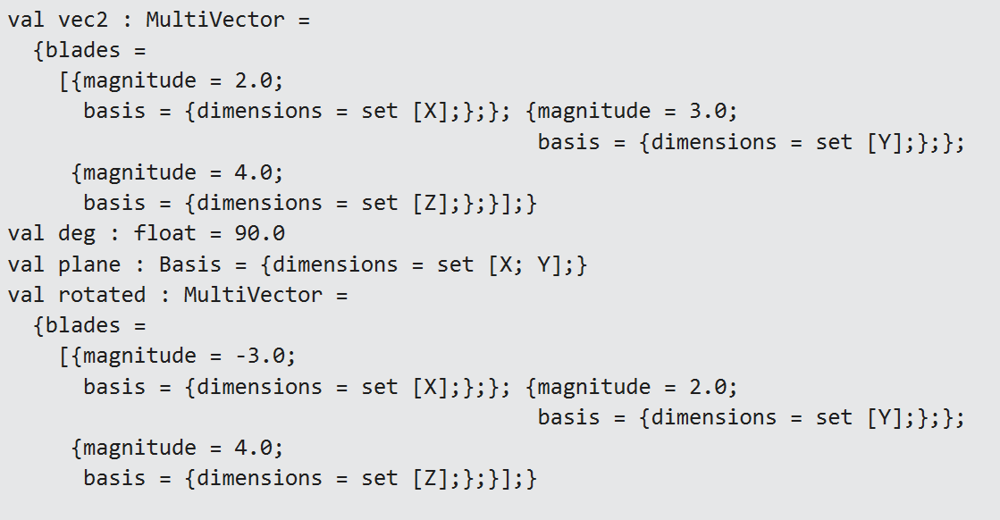 val vec2 : MultiVector =
  {blades =
    [{magnitude = 2.0;
      basis = {dimensions = set [X];};}; {magnitude = 3.0;
                                          basis = {dimensions = set [Y];};};
     {magnitude = 4.0;
      basis = {dimensions = set [Z];};}];}
val deg : float = 90.0
val plane : Basis = {dimensions = set [X; Y];}
val rotated : MultiVector =
  {blades =
    [{magnitude = -3.0;
      basis = {dimensions = set [X];};}; {magnitude = 2.0;
                                          basis = {dimensions = set [Y];};};
     {magnitude = 4.0;
      basis = {dimensions = set [Z];};}];}